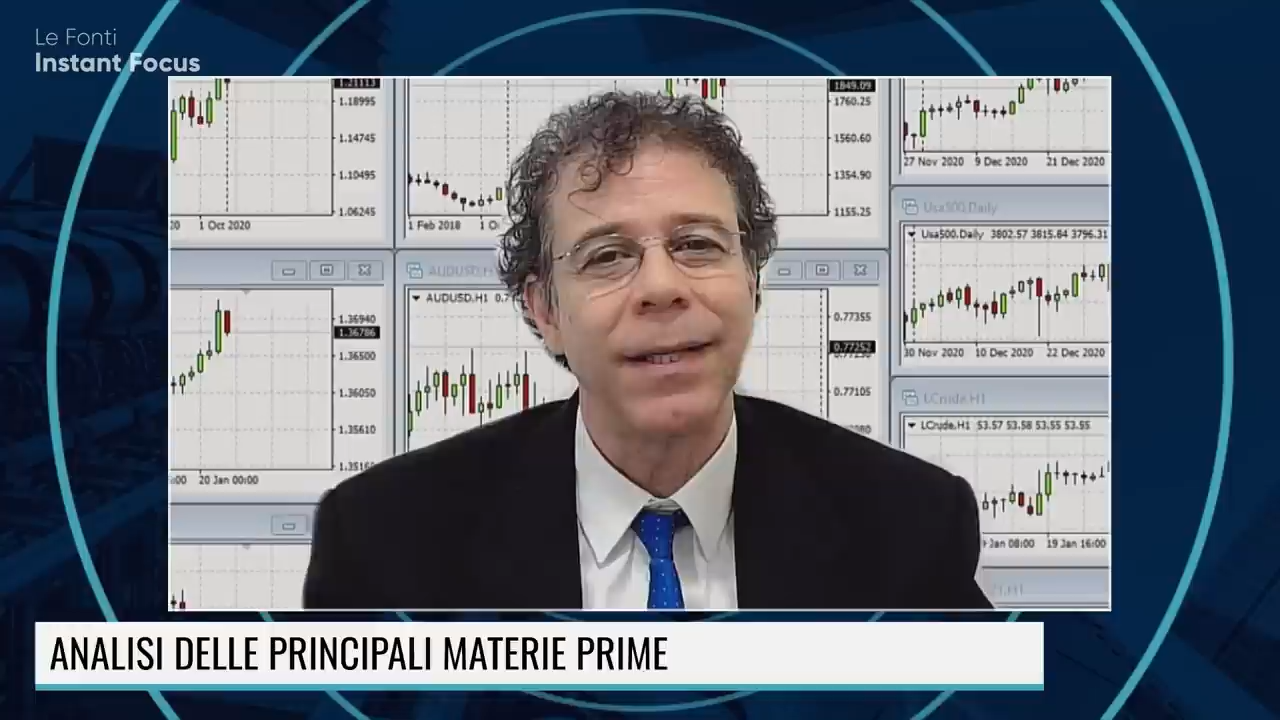 Le Fonti
Instant Focus
1.21113
1.18995
1.14745
1.10495
1.06245
20
1 Oct 2020
1849.09
1760.25
1560.60
1354.90
1155.25
1 Feb 2018
27 Nov 2020
9 Dec 2020
21 Dec 2020
Usa500,Daily
Usa500,Daily 3802.57 3815.84 3796.31
30 Nov 2020
10 Dec 2020
22 Dec 2020
1.36940
1.36786
1.36500
1.36050
1.35610
20 Jan 00:00
AUDUSD,H1
0.77355
0.77252
0.77105
LCrude,H1
LCrude,H1 53.57 53.58 53.55 53.55
Jan 08:00
19 Jan 16:00
ANALISI DELLE PRINCIPALI MATERIE PRIME